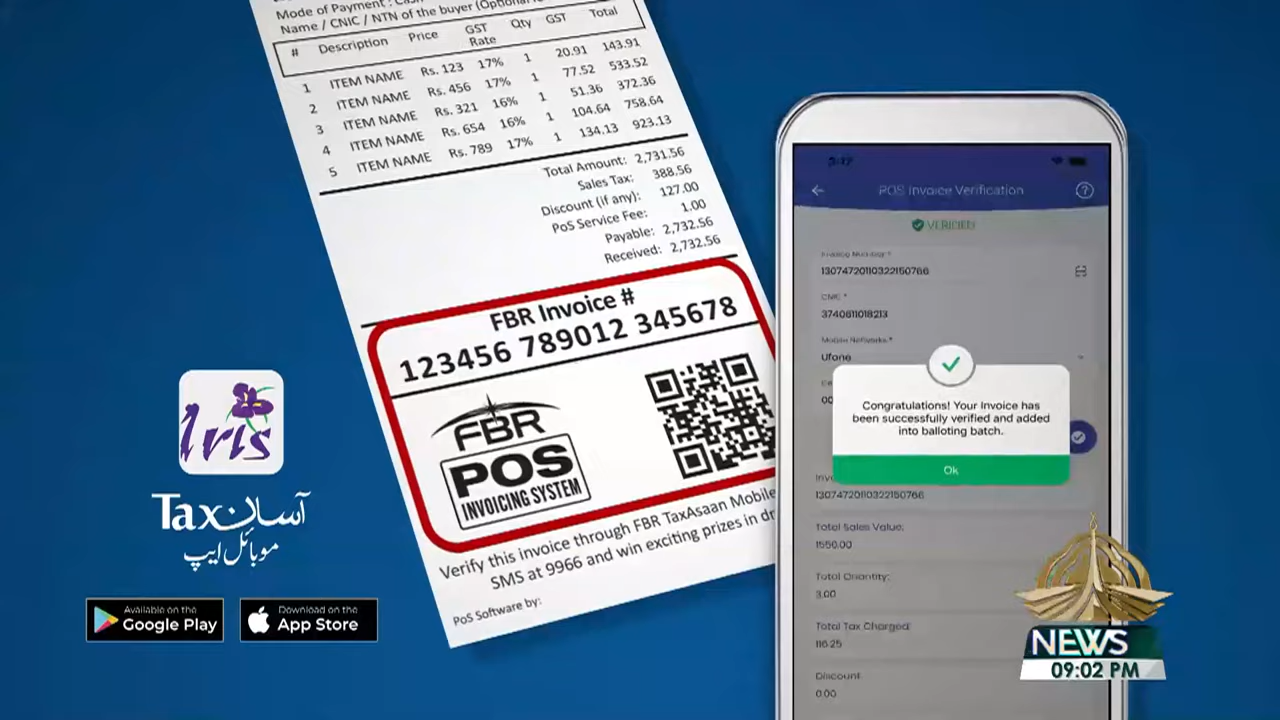 Mode of Payment : Cash
Name / CNIC / NTN of the buyer (Optional
# Description Price GST Rate Qty GST Total
1 ITEM NAME Rs. 123 17% 1 20.91 143.91
2 ITEM NAME Rs. 456 17% 1 77.52 533.52
3 ITEM NAME Rs. 321 16% 1 51.36 372.36
4 ITEM NAME Rs. 654 16% 1 104.64 758.64
5 ITEM NAME Rs. 789 17% 1 134.13 923.13
Total Amount: 2,731.56
Sales Tax: 388.56
Discount (if any): 127.00
PoS Service Fee: 1.00
Payable: 2,732.56
Received: 2,732.56
FBR Invoice #
123456 789012 345678
FBR
POS
INVOICING SYSTEM
Verify this invoice through FBR TaxAsaan Mobile
SMS at 9966 and win exciting prizes in
PoS Software by:
Iris
Tax آسان
موبائل ایپ
Available on the
Google Play
Download on the
App Store
3:17
POS Invoice Verification
VERIFIED
13074720110322150766
CNIC *
3740611018213
Mobile Networks *
Ufone
Congratulations! Your Invoice has
been successfully verified and added
into balloting batch.
Ok
13074720110322150766
Total Sales Value:
1550.00
Total Quantity:
3.00
Total Tax Charged:
116.25
Discount
0.00
NEWS
09:02 PM